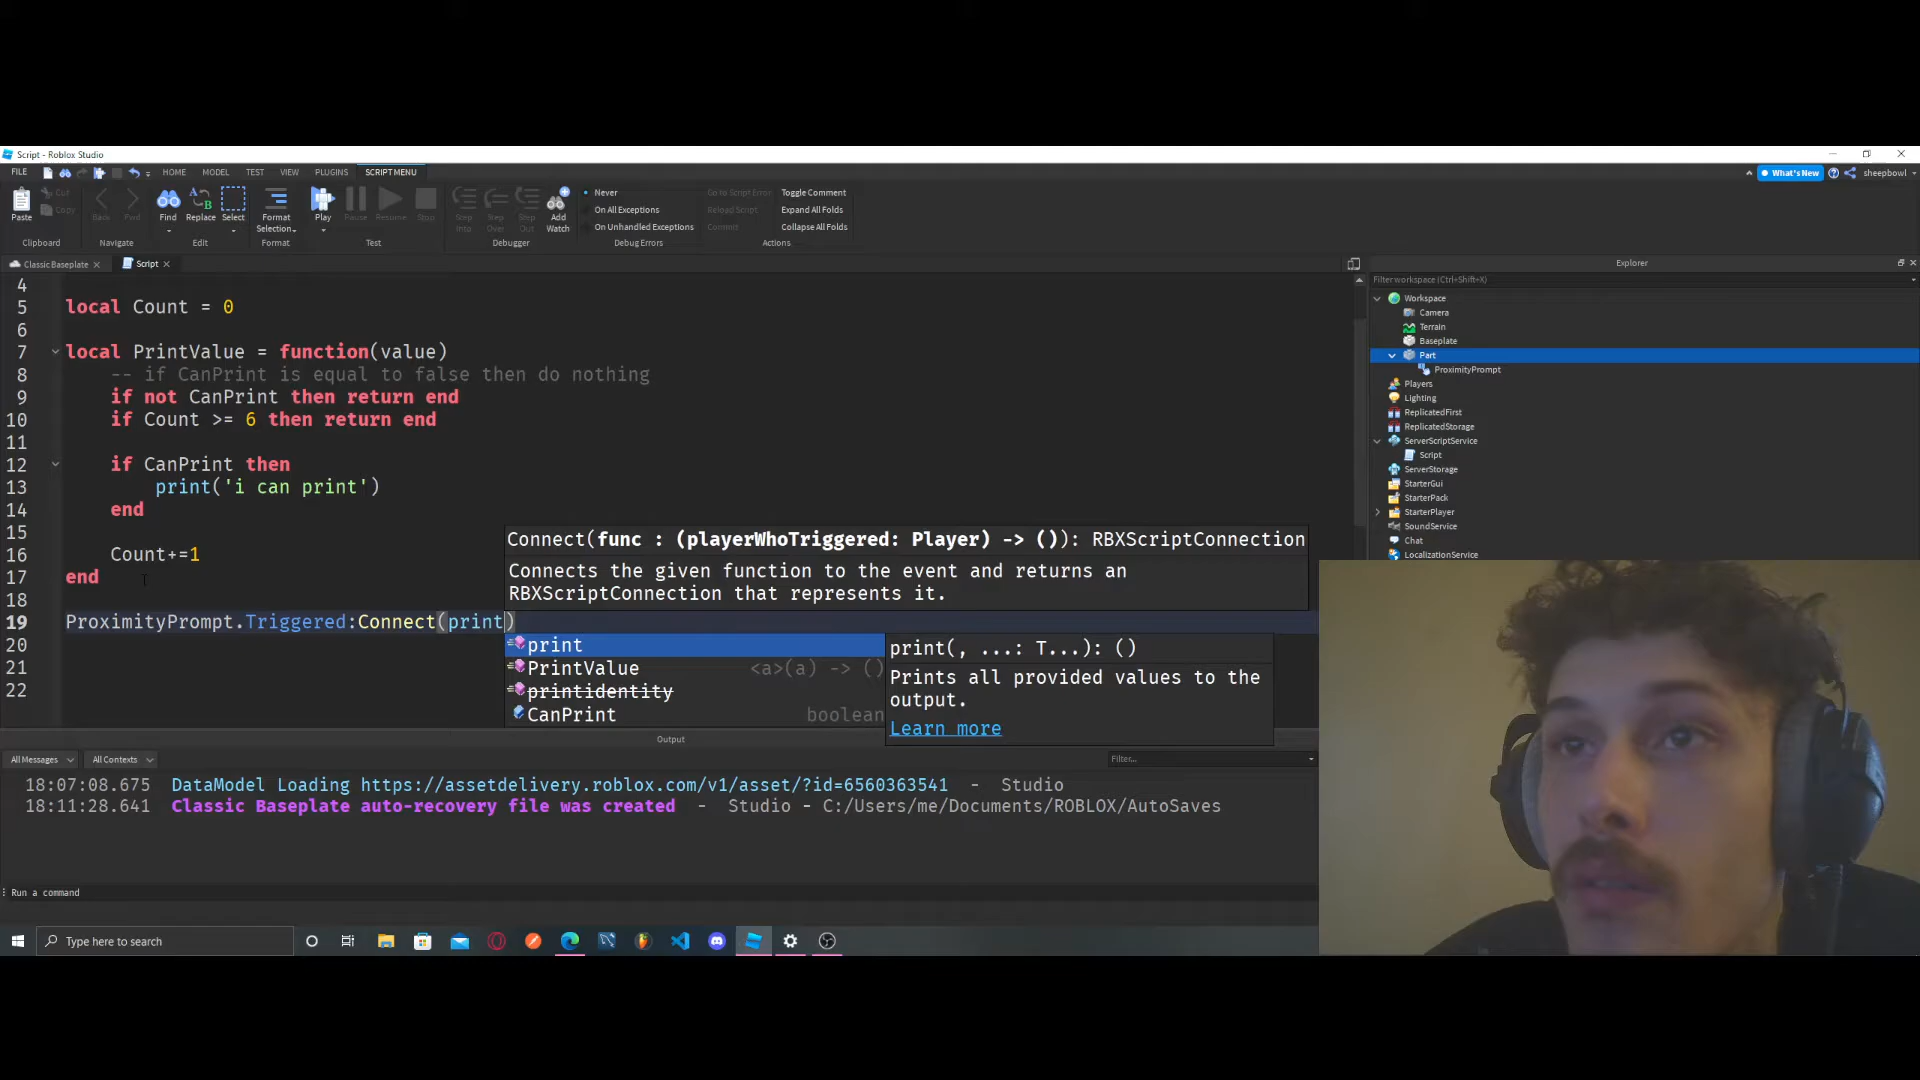 Script - Roblox Studio
FILE HOME MODEL TEST VIEW PLUGINS SCRIPT MENU
What's New sheepbowl
Paste Cut Copy
Clipboard
Back
Navigate
Find Replace Select
Edit
Format Selection
Format
Play Pause Resume Stop
Test
Step Into Step Over Step Out Add Watch
Debugger
Never
On All Exceptions
On Unhandled Exceptions
Debug Errors
Go to Script Error
Reload Script
Commit
Toggle Comment
Expand All Folds
Collapse All Folds
Actions
Classic Baseplate Script
4
5 local Count = 0
6
7 local PrintValue = function(value)
8 -- if CanPrint is equal to false then do nothing
9 if not CanPrint then return end
10 if Count >= 6 then return end
11
12 if CanPrint then
13 print('i can print')
14 end
15
16 Count+=1
17 end
18
19 ProximityPrompt.Triggered:Connect(print)
20
21
22
Connect(func : (playerWhoTriggered: Player) -> ()): RBXScriptConnection
Connects the given function to the event and returns an
RBXScriptConnection that represents it.
print
PrintValue <a>(a) -> ()
printidentity
CanPrint boolean
print(, ...: T...): ()
Prints all provided values to the
output.
Learn more
Explorer
Filter workspace (Ctrl+Shift+X)
Workspace
Camera
Terrain
Baseplate
Part
ProximityPrompt
Players
Lighting
ReplicatedFirst
ReplicatedStorage
ServerScriptService
Script
ServerStorage
StarterGui
StarterPack
StarterPlayer
SoundService
Chat
LocalizationService
Output
All Messages All Contexts Filter...
18:07:08.675 DataModel Loading https://assetdelivery.roblox.com/v1/asset/?id=6560363541 - Studio
18:11:28.641 Classic Baseplate auto-recovery file was created - Studio - C:/Users/me/Documents/ROBLOX/AutoSaves
Run a command
Type here to search